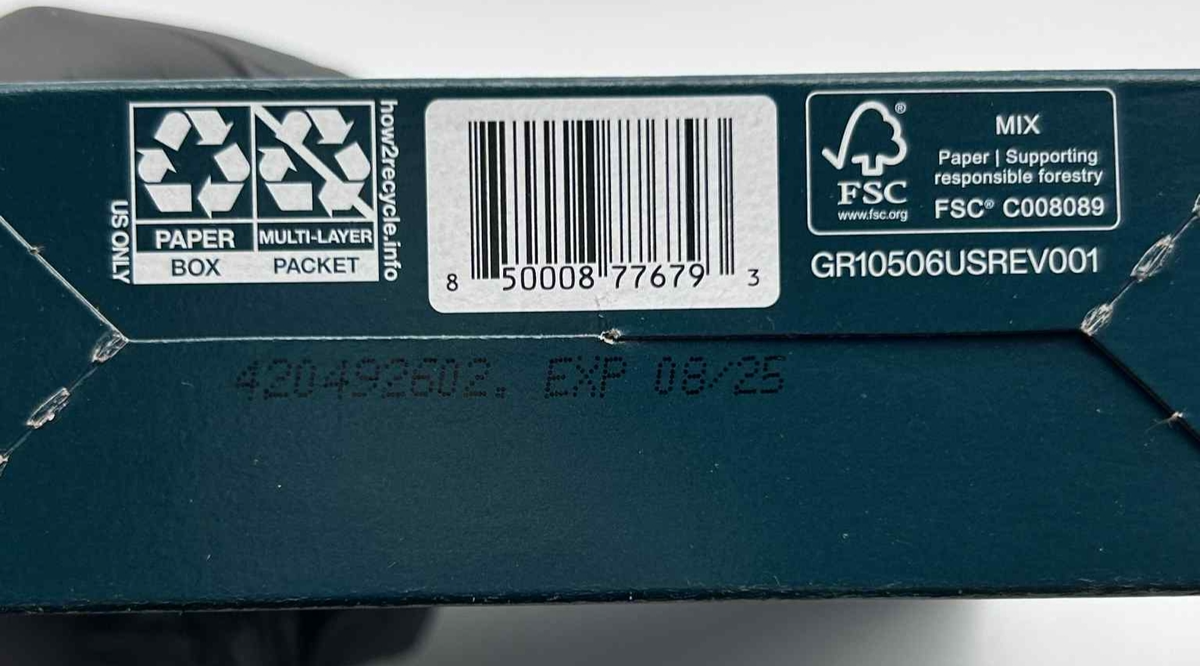 US ONLY
PAPER
BOX
MULTI-LAYER
PACKET
how2recycle.info
8 50008 77679 3
®
FSC
www.fsc.org
MIX
Paper | Supporting
responsible forestry
FSC® C008089
GR10506USREV001
420492602. EXP 08/25